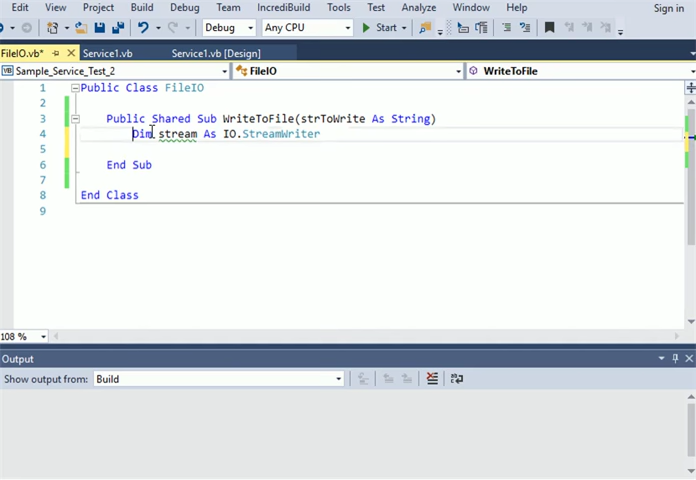 Edit View Project Build Debug Team IncrediBuild Tools Test Analyze Window Help Sign in
Debug Any CPU Start
FileIO.vb* Service1.vb Service1.vb [Design]
VB Sample_Service_Test_2 FileIO WriteToFile
1 Public Class FileIO
2
3 Public Shared Sub WriteToFile(strToWrite As String)
4 Dim stream As IO.StreamWriter
5
6 End Sub
7
8 End Class
9
108 %
Output
Show output from: Build